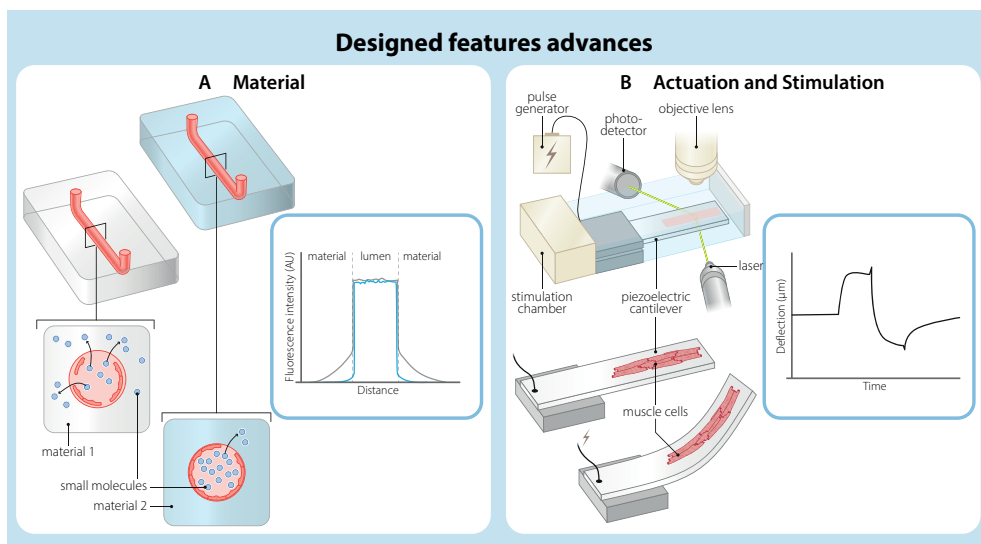 Designed features advances
A Material
Fluorescence intensity (AU)
material lumen material
Distance
material 1
small molecules
material 2
B Actuation and Stimulation
pulse
generator
photo-
detector
objective lens
laser
stimulation
chamber
piezoelectric
cantilever
muscle cells
Deflection (μm)
Time